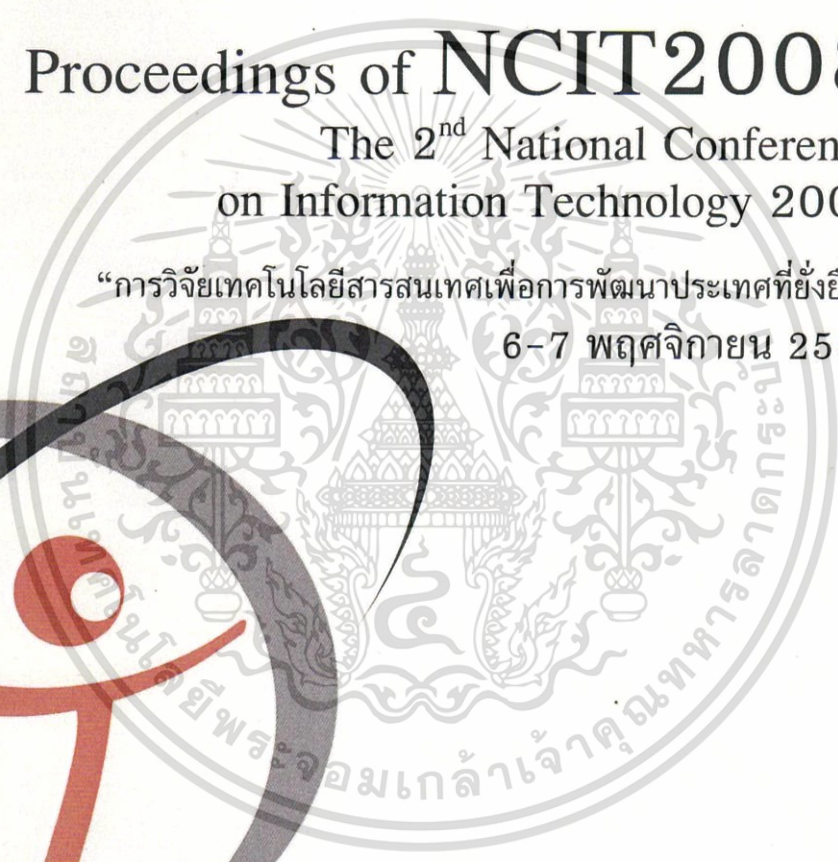 Proceedings of NCIT2008
The 2nd National Conferen
on Information Technology 200
“การวิจัยเทคโนโลยีสารสนเทศเพื่อการพัฒนาประเทศที่ยั่งยื
6-7 พฤศจิกายน 25
สถาบันเทคโนโลยีพระจอมเกล้าเจ้าคุณทหารลาดกระบัง